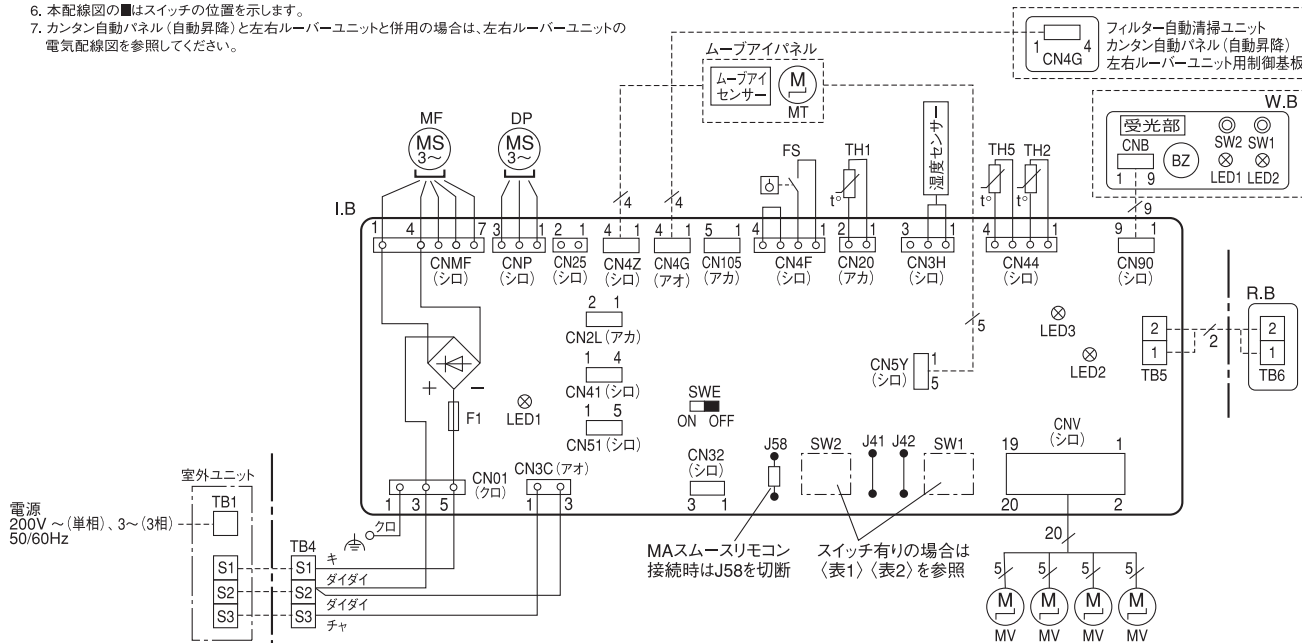 6. 本配線図の■はスイッチの位置を示します。
7. カンタン自動パネル（自動昇降）と左右ルーバーユニットと併用の場合は、左右ルーバーユニットの
電気配線図を参照してください。
フィルター自動清掃ユニット
カンタン自動パネル（自動昇降）
左右ルーバーユニット用制御基板
1 4
CN4G
ムーブアイパネル
ムーブアイ
センサー
M
MT
W.B
受光部
SW2 SW1
CNB
BZ
1 9
LED1 LED2
MF
MS
3～
DP
MS
3～
FS
TH1
t°
湿度センサー
TH5 TH2
t° t°
4
4
9
I.B
1 4 7
CNMF
(シロ)
3 1
CNP
(シロ)
2 1
CN25
(シロ)
4 1
CN4Z
(シロ)
4 1
CN4G
(アオ)
5 1
CN105
(アカ)
4 1
CN4F
(シロ)
2 1
CN20
(アカ)
3 1
CN3H
(シロ)
4 1
CN44
(シロ)
9 1
CN90
(シロ)
R.B
2 1
CN2L(アカ)
1 4
CN41(シロ)
1 5
CN51(シロ)
5
CN5Y
(シロ)
1
5
LED3
LED2
2
1
TB5
2
2
1
TB6
+ −
F1
LED1
SWE
ON OFF
CN32
(シロ)
3 1
J58
SW2
J41 J42
SW1
CNV
(シロ)
19 1
20 2
CN01
(クロ)
1 3 5
CN3C(アオ)
1 3
クロ
室外ユニット
TB1
電源
200V ～(単相)、3～(3相)
50/60Hz
S1
S2
S3
TB4
S1
S2
S3
キ
ダイダイ
ダイダイ
チャ
MAスムースリモコン
接続時はJ58を切断
スイッチ有りの場合は
〈表1〉〈表2〉を参照
20
5 5 5 5
M M M M
MV MV MV MV